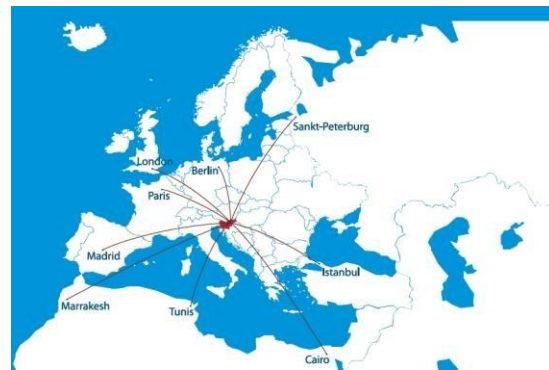 Sankt-Peterburg
London
Berlin
Paris
Madrid
Istanbul
Marrakesh
Tunis
Cairo